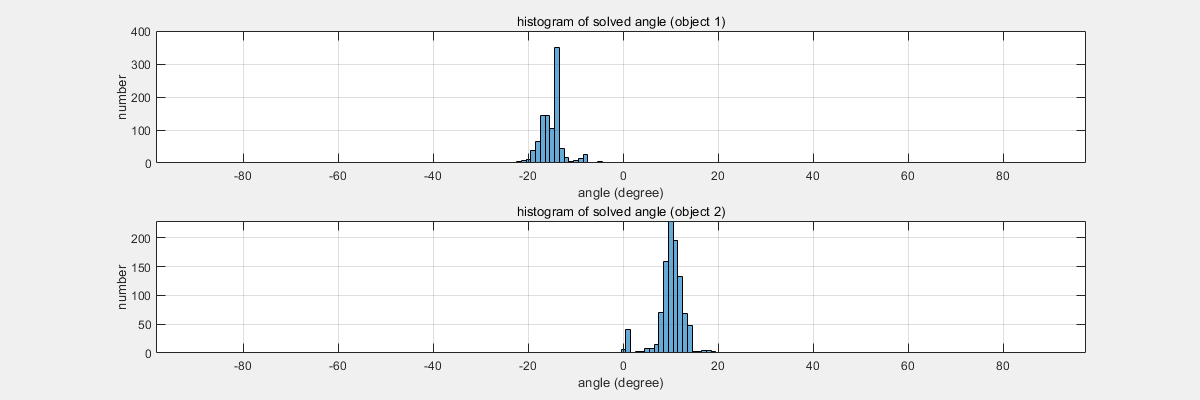 histogram of solved angle (object 1)
400
300
200
100
0
number
-80 -60 -40 -20 0 20 40 60 80
angle (degree)
histogram of solved angle (object 2)
200
150
100
50
0
number
-80 -60 -40 -20 0 20 40 60 80
angle (degree)